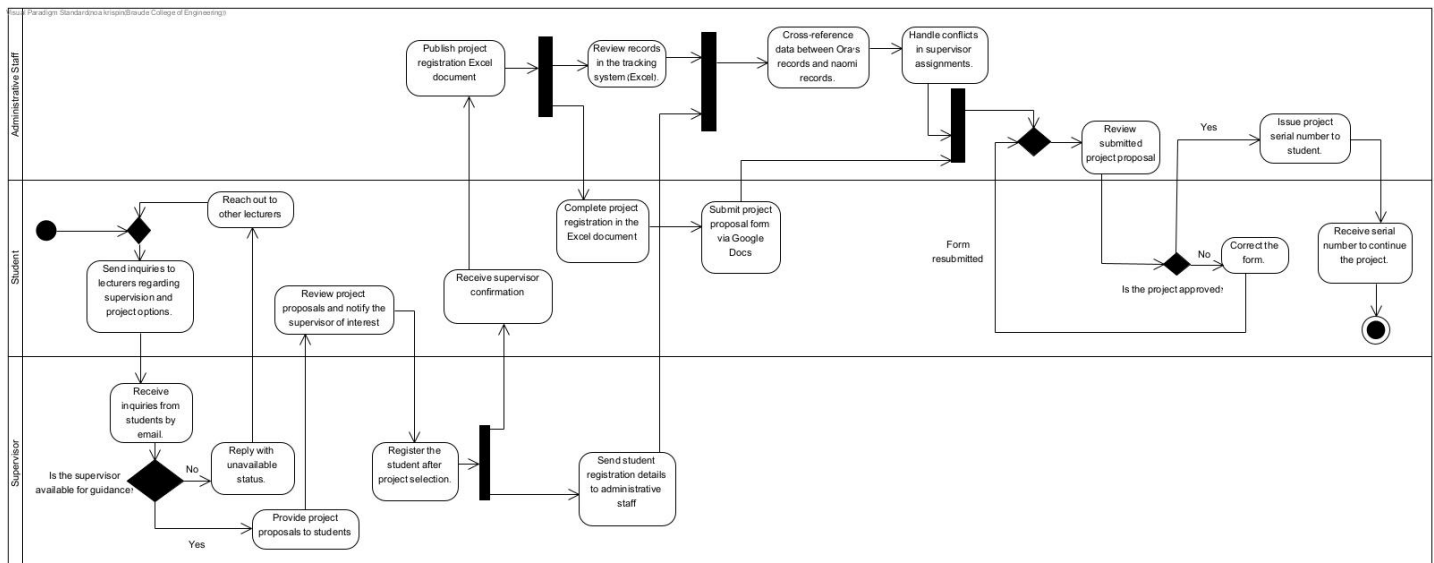 Visual Paradigm Standard(noa krispin(Braude College of Engineering))
Administrative Staff
Publish project
registration Excel
document
Review records
in the tracking
system (Excel).
Cross-reference
data between Ora's
records and naomi
records.
Handle conflicts
in supervisor
assignments.
Review
submitted
project proposal
Yes
Issue project
serial number to
student.
Student
Reach out to
other lecturers
Send inquiries to
lecturers regarding
supervision and
project options.
Review project
proposals and notify the
supervisor of interest
Receive supervisor
confirmation
Complete project
registration in the
Excel document
Submit project
proposal form
via Google
Docs
Form
resubmitted
No
Correct the
form.
Is the project approved?
Receive serial
number to continue
the project.
Supervisor
Receive
inquiries from
students by
email.
Is the supervisor
available for guidance?
No
Reply with
unavailable
status.
Yes
Provide project
proposals to students
Register the
student after
project selection.
Send student
registration details
to administrative
staff